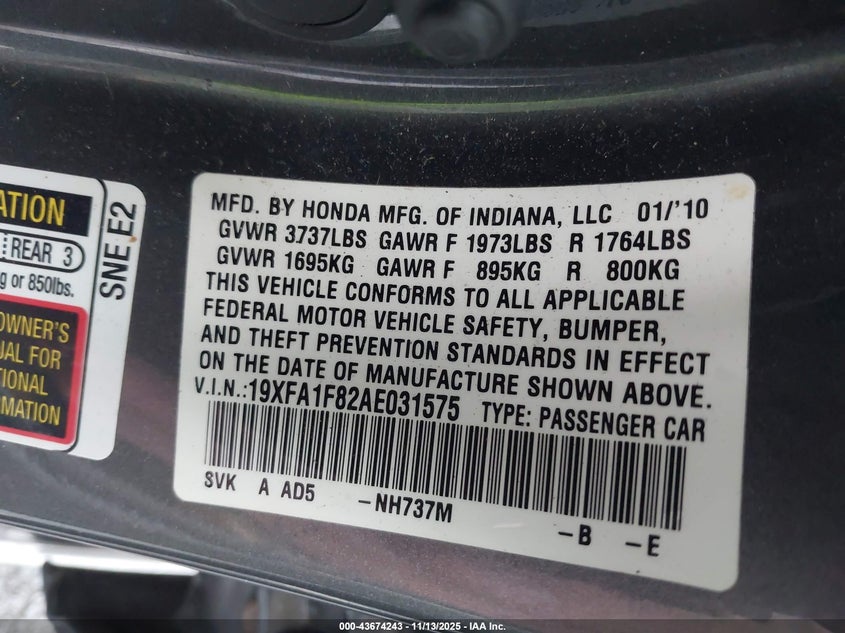 ATION
REAR 3
g or 850lbs.
OWNER'S
UAL FOR
TIONAL
RMATION
SNE E2
MFD. BY HONDA MFG. OF INDIANA, LLC 01/'10
GVWR 3737LBS GAWR F 1973LBS R 1764LBS
GVWR 1695KG GAWR F 895KG R 800KG
THIS VEHICLE CONFORMS TO ALL APPLICABLE
FEDERAL MOTOR VEHICLE SAFETY, BUMPER,
AND THEFT PREVENTION STANDARDS IN EFFECT
ON THE DATE OF MANUFACTURE SHOWN ABOVE.
V.I.N.:19XFA1F82AE031575 TYPE: PASSENGER CAR
SVK A AD5 -NH737M -B -E
000-43674243 - 11/13/2025 - IAA Inc.